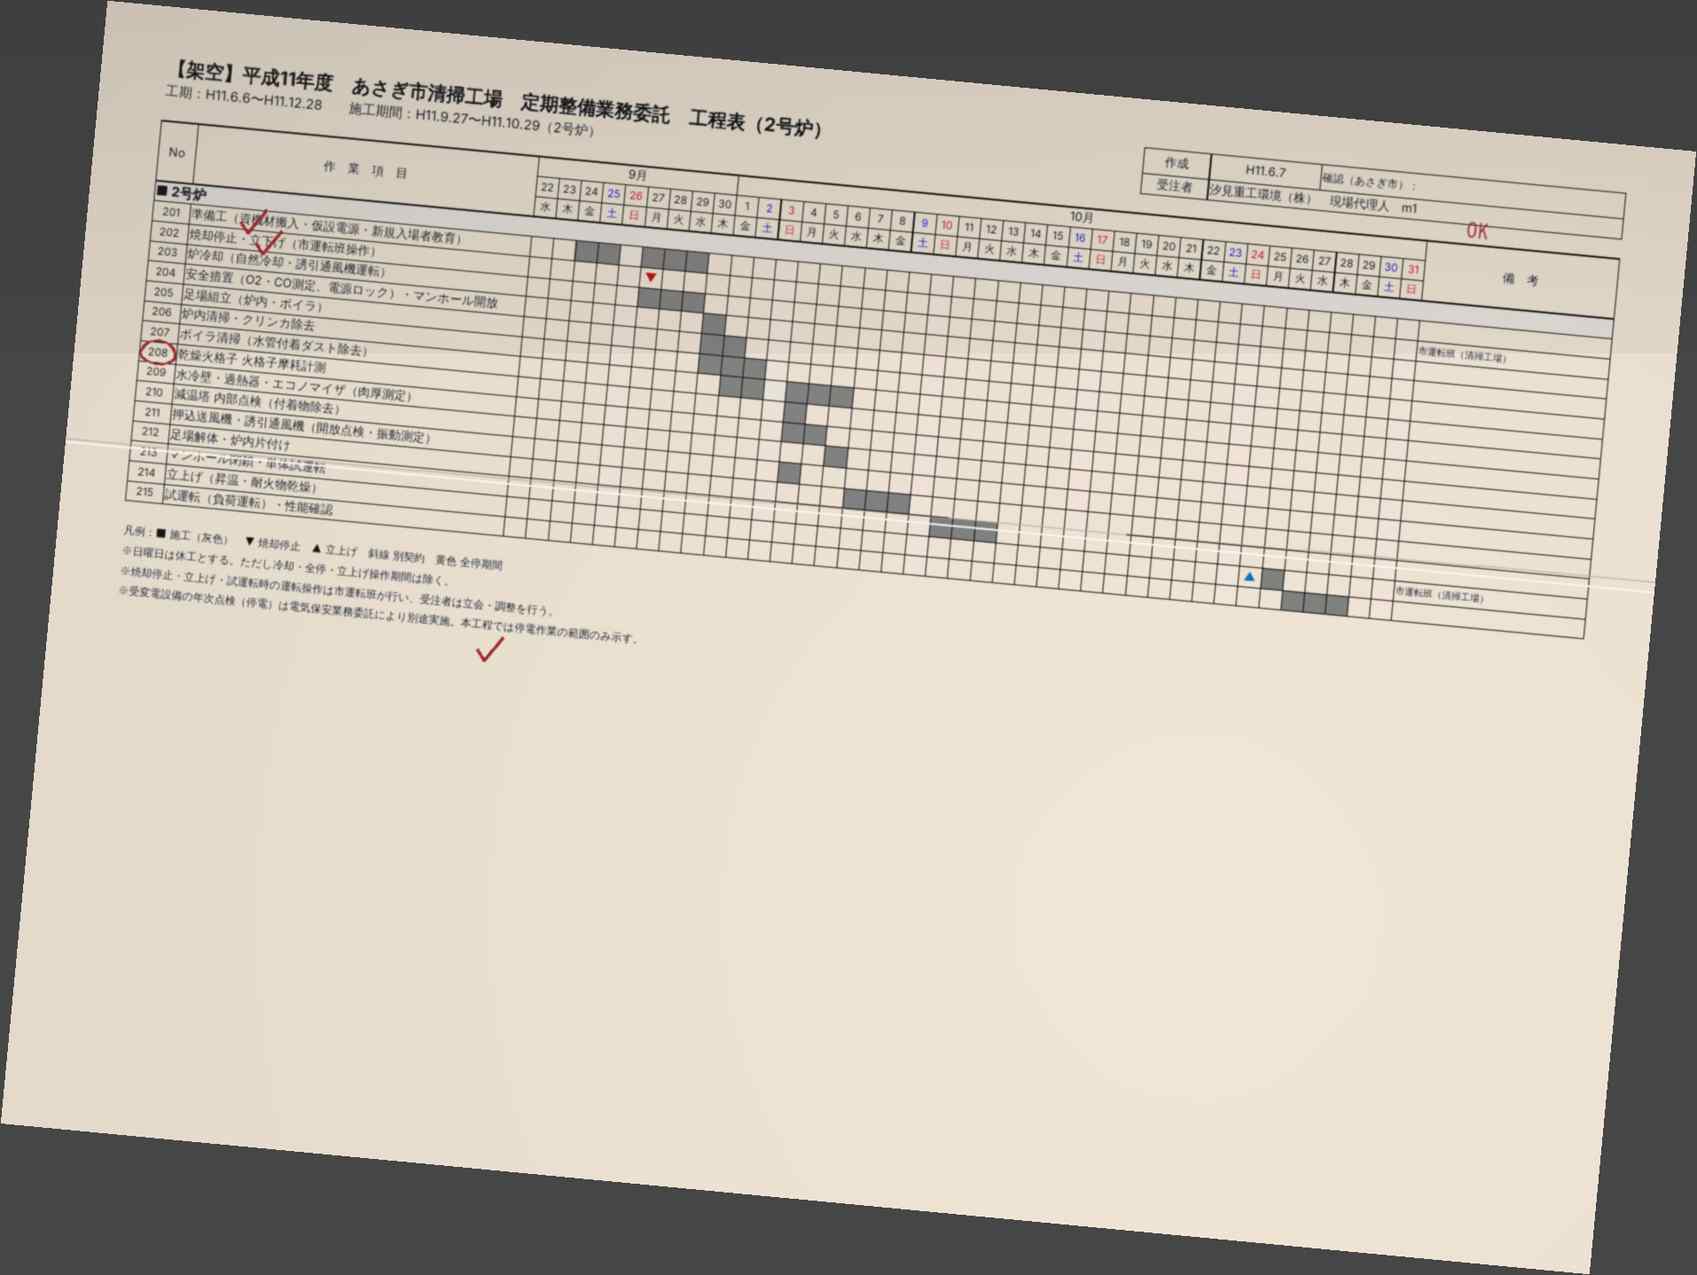 【架空】平成11年度　あさぎ市清掃工場　定期整備業務委託　工程表（2号炉）
工期：H11.6.6〜H11.12.28　　施工期間：H11.9.27〜H11.10.29（2号炉）
作成 H11.6.7 確認（あさぎ市）：
受注者 汐見重工環境（株）　現場代理人　m1
OK
No 作　業　項　目 9月 10月 備　考
22 23 24 25 26 27 28 29 30 1 2 3 4 5 6 7 8 9 10 11 12 13 14 15 16 17 18 19 20 21 22 23 24 25 26 27 28 29 30 31
水 木 金 土 日 月 火 水 木 金 土 日 月 火 水 木 金 土 日 月 火 水 木 金 土 日 月 火 水 木 金 土 日 月 火 水 木 金 土 日
■ 2号炉
201 準備工（資機材搬入・仮設電源・新規入場者教育）
202 焼却停止・立下げ（市運転班操作） ▼ 市運転班（清掃工場）
203 炉冷却（自然冷却・誘引通風機運転）
204 安全措置（O2・CO測定、電源ロック）・マンホール開放
205 足場組立（炉内・ボイラ）
206 炉内清掃・クリンカ除去
207 ボイラ清掃（水管付着ダスト除去）
208 乾燥火格子 火格子摩耗計測
209 水冷壁・過熱器・エコノマイザ（肉厚測定）
210 減温塔 内部点検（付着物除去）
211 押込送風機・誘引通風機（開放点検・振動測定）
212 足場解体・炉内片付け
213 マンホール閉鎖・単体試運転
214 立上げ（昇温・耐火物乾燥） ▲ 市運転班（清掃工場）
215 試運転（負荷運転）・性能確認
凡例：■ 施工（灰色）　▼ 焼却停止　▲ 立上げ　斜線 別契約　黄色 全停期間
※日曜日は休工とする。ただし冷却・全停・立上げ操作期間は除く。
※焼却停止・立上げ・試運転時の運転操作は市運転班が行い、受注者は立会・調整を行う。
※受変電設備の年次点検（停電）は電気保安業務委託により別途実施。本工程では停電作業の範囲のみ示す。